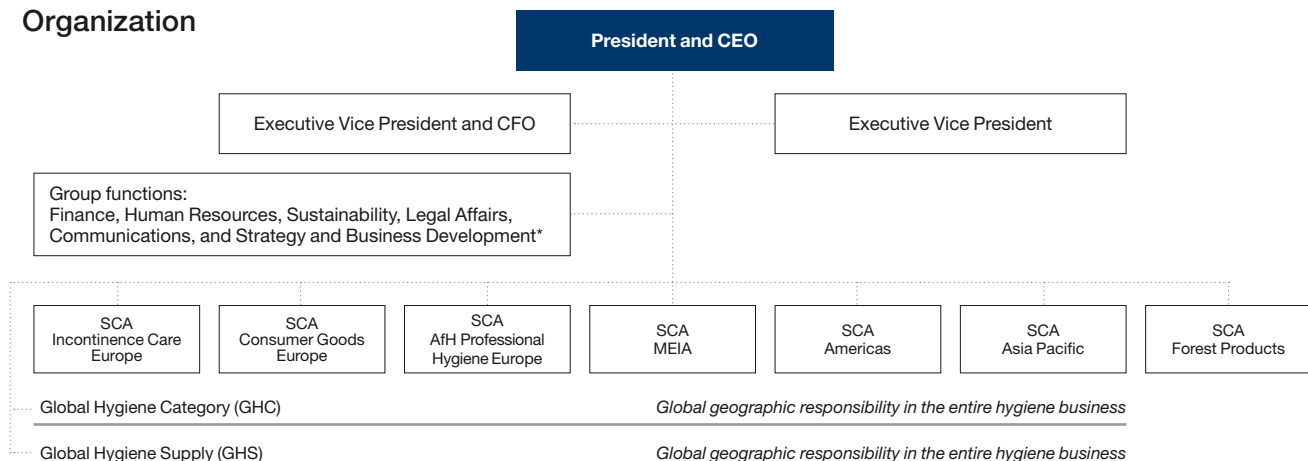 Organization
President and CEO
Executive Vice President and CFO
Executive Vice President
Group functions:
Finance, Human Resources, Sustainability, Legal Affairs,
Communications, and Strategy and Business Development*
SCA
Incontinence Care
Europe
SCA
Consumer Goods
Europe
SCA
AfH Professional
Hygiene Europe
SCA
MEIA
SCA
Americas
SCA
Asia Pacific
SCA
Forest Products
Global Hygiene Category (GHC)
Global geographic responsibility in the entire hygiene business
Global Hygiene Supply (GHS)
Global geographic responsibility in the entire hygiene business